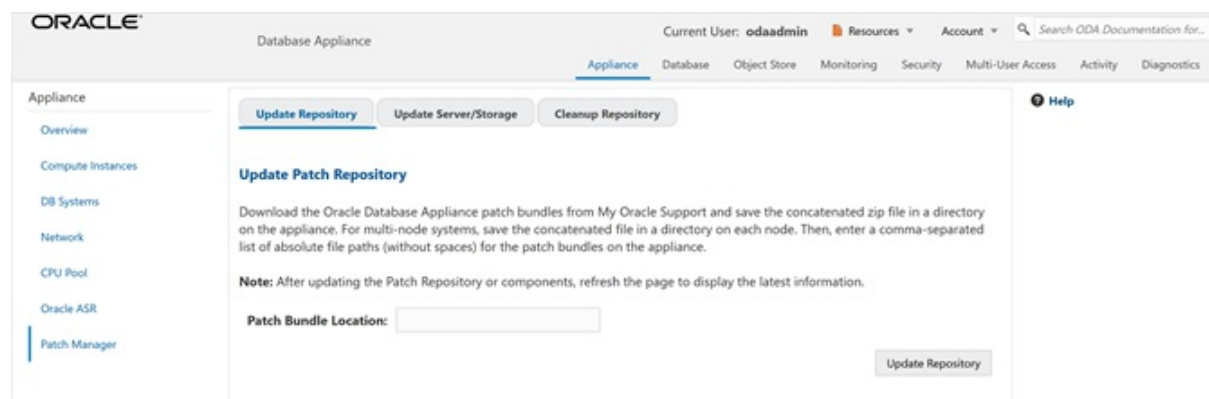 ORACLE
Database Appliance
Current User: odaadmin Resources Account Search ODA Documentation for...
Appliance Database Object Store Monitoring Security Multi-User Access Activity Diagnostics
Appliance
Overview
Compute Instances
DB Systems
Network
CPU Pool
Oracle ASR
Patch Manager
Update Repository Update Server/Storage Cleanup Repository
Update Patch Repository
Download the Oracle Database Appliance patch bundles from My Oracle Support and save the concatenated zip file in a directory
on the appliance. For multi-node systems, save the concatenated file in a directory on each node. Then, enter a comma-separated
list of absolute file paths (without spaces) for the patch bundles on the appliance.
Note: After updating the Patch Repository or components, refresh the page to display the latest information.
Patch Bundle Location:
Update Repository
Help